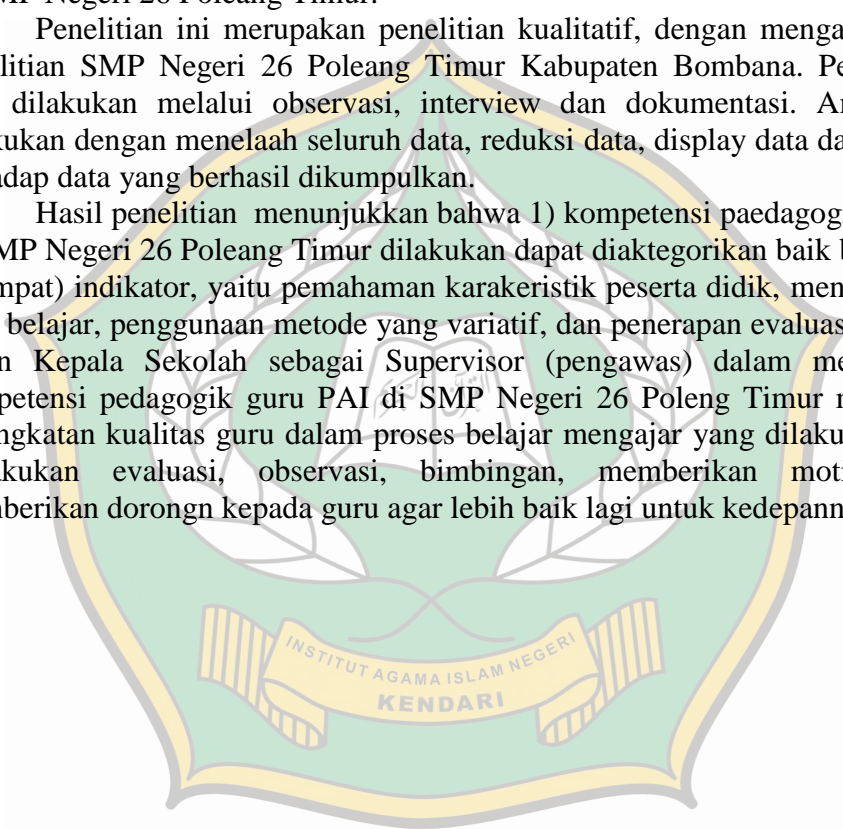 MP Negeri 26 Poleang Timur.
Penelitian ini merupakan penelitian kualitatif, dengan menga
litian SMP Negeri 26 Poleang Timur Kabupaten Bombana. Pe
dilakukan melalui observasi, interview dan dokumentasi. A
ukan dengan menelaah seluruh data, reduksi data, display data da
adap data yang berhasil dikumpulkan.
Hasil penelitian menunjukkan bahwa 1) kompetensi paedagog
MP Negeri 26 Poleang Timur dilakukan dapat diaktegorikan baik b
mpat) indikator, yaitu pemahaman karakeristik peserta didik, men
belajar, penggunaan metode yang variatif, dan penerapan evaluas
n Kepala Sekolah sebagai Supervisor (pengawas) dalam me
petensi pedagogik guru PAI di SMP Negeri 26 Poleng Timur
ngkatan kualitas guru dalam proses belajar mengajar yang dilaku
akukan evaluasi, observasi, bimbingan, memberikan moti
mberikan dorongn kepada guru agar lebih baik lagi untuk kedepann
INSTITUT AGAMA ISLAM NEGERI
KENDARI